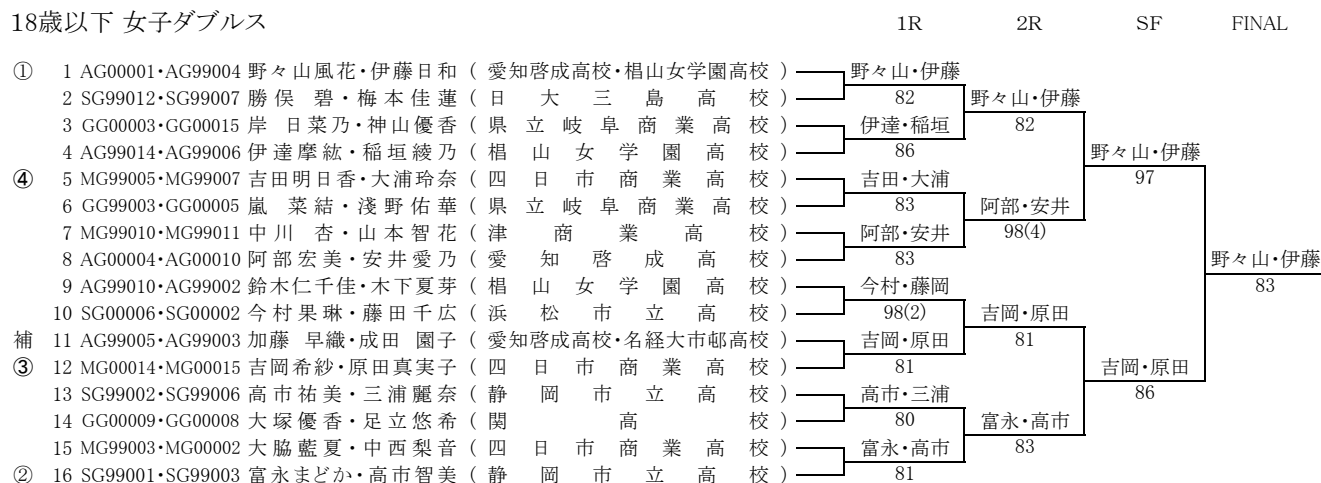 18歳以下 女子ダブルス 1R 2R SF FINAL
① 1 AG00001・AG99004 野々山風花・伊藤日和 ( 愛知啓成高校・椙山女学園高校 ) 野々山・伊藤
2 SG99012・SG99007 勝俣 碧・梅本佳蓮 ( 日大三島高校 ) 82 野々山・伊藤
3 GG00003・GG00015 岸 日菜乃・神山優香 ( 県立岐阜商業高校 ) 伊達・稲垣 82
4 AG99014・AG99006 伊達摩紘・稲垣綾乃 ( 椙山女学園高校 ) 86 野々山・伊藤
④ 5 MG99005・MG99007 吉田明日香・大浦玲奈 ( 四日市商業高校 ) 吉田・大浦 97
6 GG99003・GG00005 嵐 菜結・淺野佑華 ( 県立岐阜商業高校 ) 83 阿部・安井
7 MG99010・MG99011 中川 杏・山本智花 ( 津商業高校 ) 阿部・安井 98(4)
8 AG00004・AG00010 阿部宏美・安井愛乃 ( 愛知啓成高校 ) 83 野々山・伊藤
9 AG99010・AG99002 鈴木仁千佳・木下夏芽 ( 椙山女学園高校 ) 今村・藤岡 83
10 SG00006・SG00002 今村果琳・藤田千広 ( 浜松市立高校 ) 98(2) 吉岡・原田
補 11 AG99005・AG99003 加藤 早織・成田 園子 ( 愛知啓成高校・名経大市邨高校 ) 吉岡・原田 81
③ 12 MG00014・MG00015 吉岡希紗・原田真実子 ( 四日市商業高校 ) 81 吉岡・原田
13 SG99002・SG99006 高市祐美・三浦麗奈 ( 静岡市立高校 ) 高市・三浦 86
14 GG00009・GG00008 大塚優香・足立悠希 ( 関高校 ) 80 富永・高市
15 MG99003・MG00002 大脇藍夏・中西梨音 ( 四日市商業高校 ) 富永・高市 83
② 16 SG99001・SG99003 富永まどか・高市智美 ( 静岡市立高校 ) 81